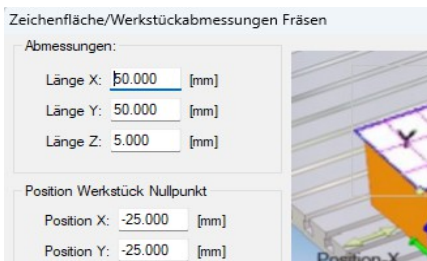 Zeichenfläche/Werkstückabmessungen Fräsen
Abmessungen:
Länge X: 50.000 [mm]
Länge Y: 50.000 [mm]
Länge Z: 5.000 [mm]
Position Werkstück Nullpunkt
Position X: -25.000 [mm]
Position Y: -25.000 [mm]
Y
Position-X